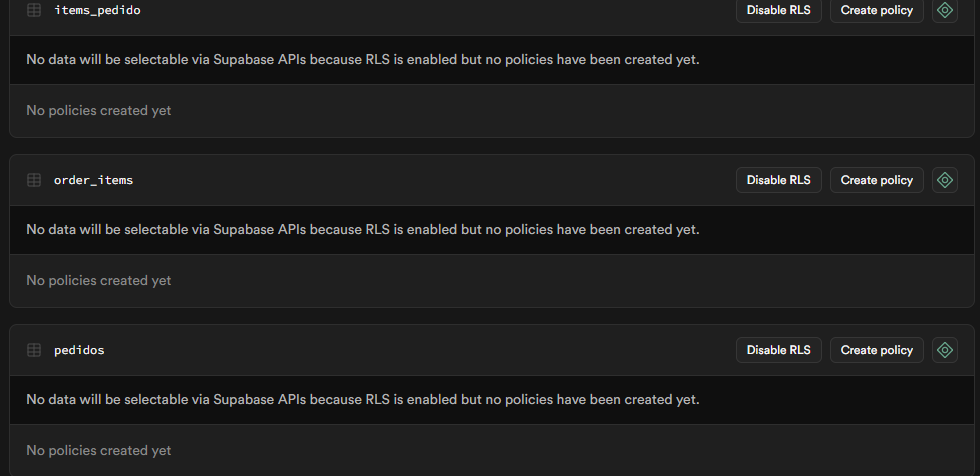 items_pedido Disable RLS Create policy
No data will be selectable via Supabase APIs because RLS is enabled but no policies have been created yet.
No policies created yet
order_items Disable RLS Create policy
No data will be selectable via Supabase APIs because RLS is enabled but no policies have been created yet.
No policies created yet
pedidos Disable RLS Create policy
No data will be selectable via Supabase APIs because RLS is enabled but no policies have been created yet.
No policies created yet